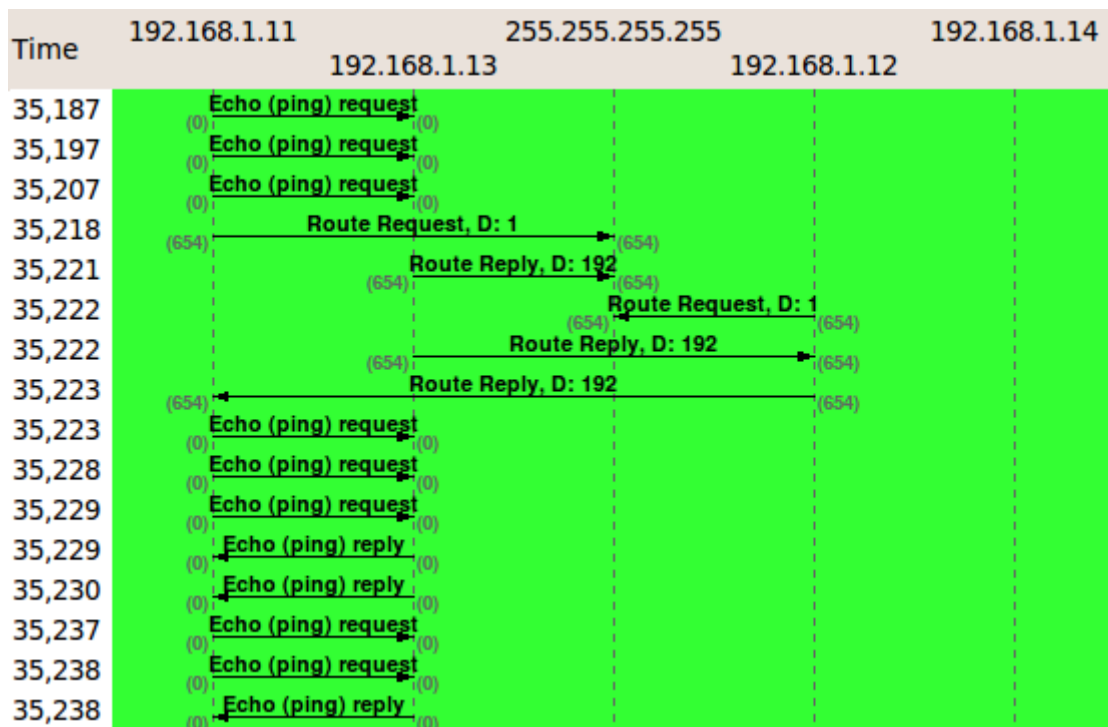 192.168.1.11 255.255.255.255 192.168.1.14
Time
192.168.1.13 192.168.1.12
35,187 Echo (ping) request
(0) (0)
35,197 Echo (ping) request
(0) (0)
35,207 Echo (ping) request
(0) (0)
35,218 Route Request, D: 1
(654) (654)
35,221 Route Reply, D: 192
(654) (654)
35,222 Route Request, D: 1
(654) (654)
35,222 Route Reply, D: 192
(654) (654)
35,223 Route Reply, D: 192
(654) (654)
35,223 Echo (ping) request
(0) (0)
35,228 Echo (ping) request
(0) (0)
35,229 Echo (ping) request
(0) (0)
35,229 Echo (ping) reply
(0) (0)
35,230 Echo (ping) reply
(0) (0)
35,237 Echo (ping) request
(0) (0)
35,238 Echo (ping) request
(0) (0)
35,238 Echo (ping) reply
(0) (0)